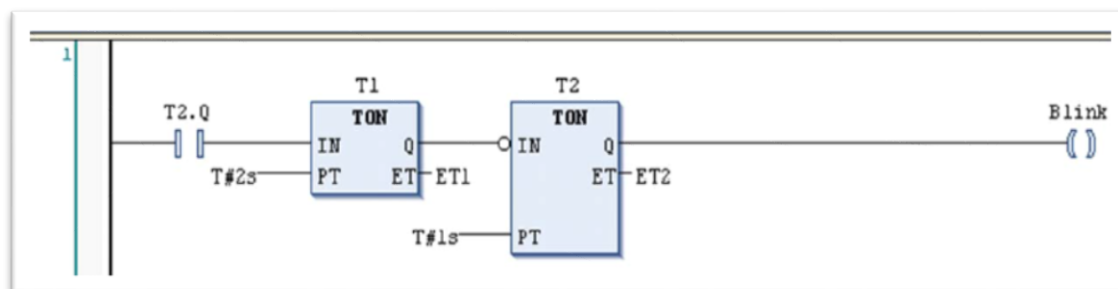 1
T1 T2
T2.Q TON TON Blink
IN Q IN Q
T#2s PT ET ET1 ET ET2
T#1s PT